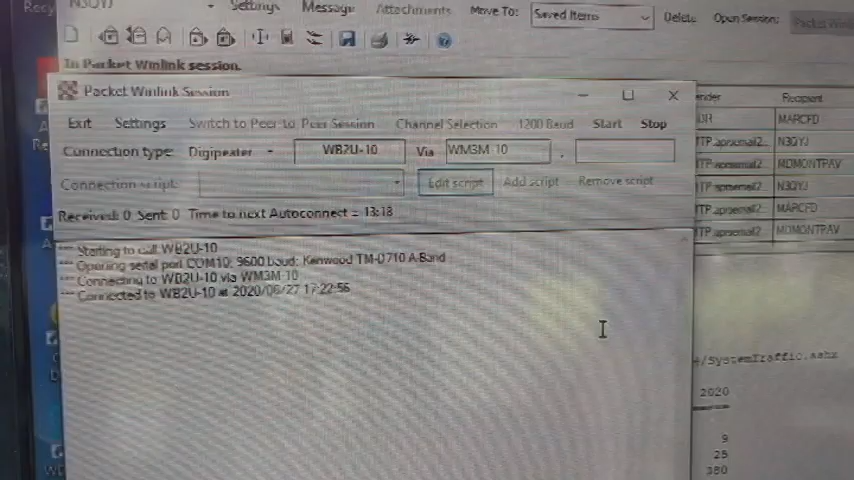 Settings Message Attachments Move To: Saved Items Delete Open Session: Packet
In Packet Winlink session.
Packet Winlink Session
Exit Settings Switch to Peer-to-Peer Session Channel Selection 1200 Baud Start Stop
Connection type: Digipeater WB2U-10 Via WM3M-10 ,
Connection script: Edit script Add script Remove script
Received: 0 Sent: 0 Time to next Autoconnect = 13:18
*** Starting to call WB2U-10
*** Opening serial port COM10; 9600 baud; Kenwood TM-D710 A-Band
*** Connecting to WB2U-10 via WM3M-10
*** Connected to WB2U-10 at 2020/06/27 17:22:56
Recipient
MARCFD
N3QYJ
MDMONTPAV
N3QYJ
MARCFD
MDMONTPAV
/SystemTraffic.ashx
2020
9
25
380